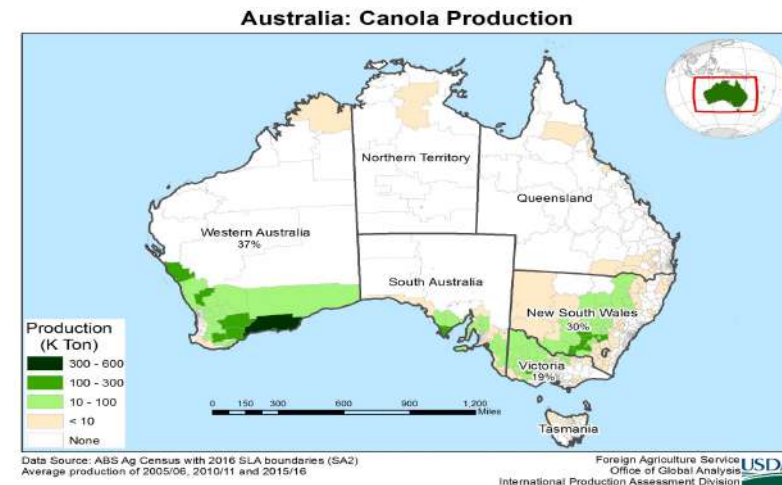 Australia: Canola Production
Northern Territory
Queensland
Western Australia
37%
South Australia
New South Wales
30%
Victoria
19%
Tasmania
Production
(K Ton)
300 - 600
100 - 300
10 - 100
< 10
None
0 150 300 600 900 1,200
Miles
Data Source: ABS Ag Census with 2016 SLA boundaries (SA2)
Average production of 2005/06, 2010/11 and 2015/16
Foreign Agriculture Service
Office of Global Analysis
International Production Assessment Division
USDA